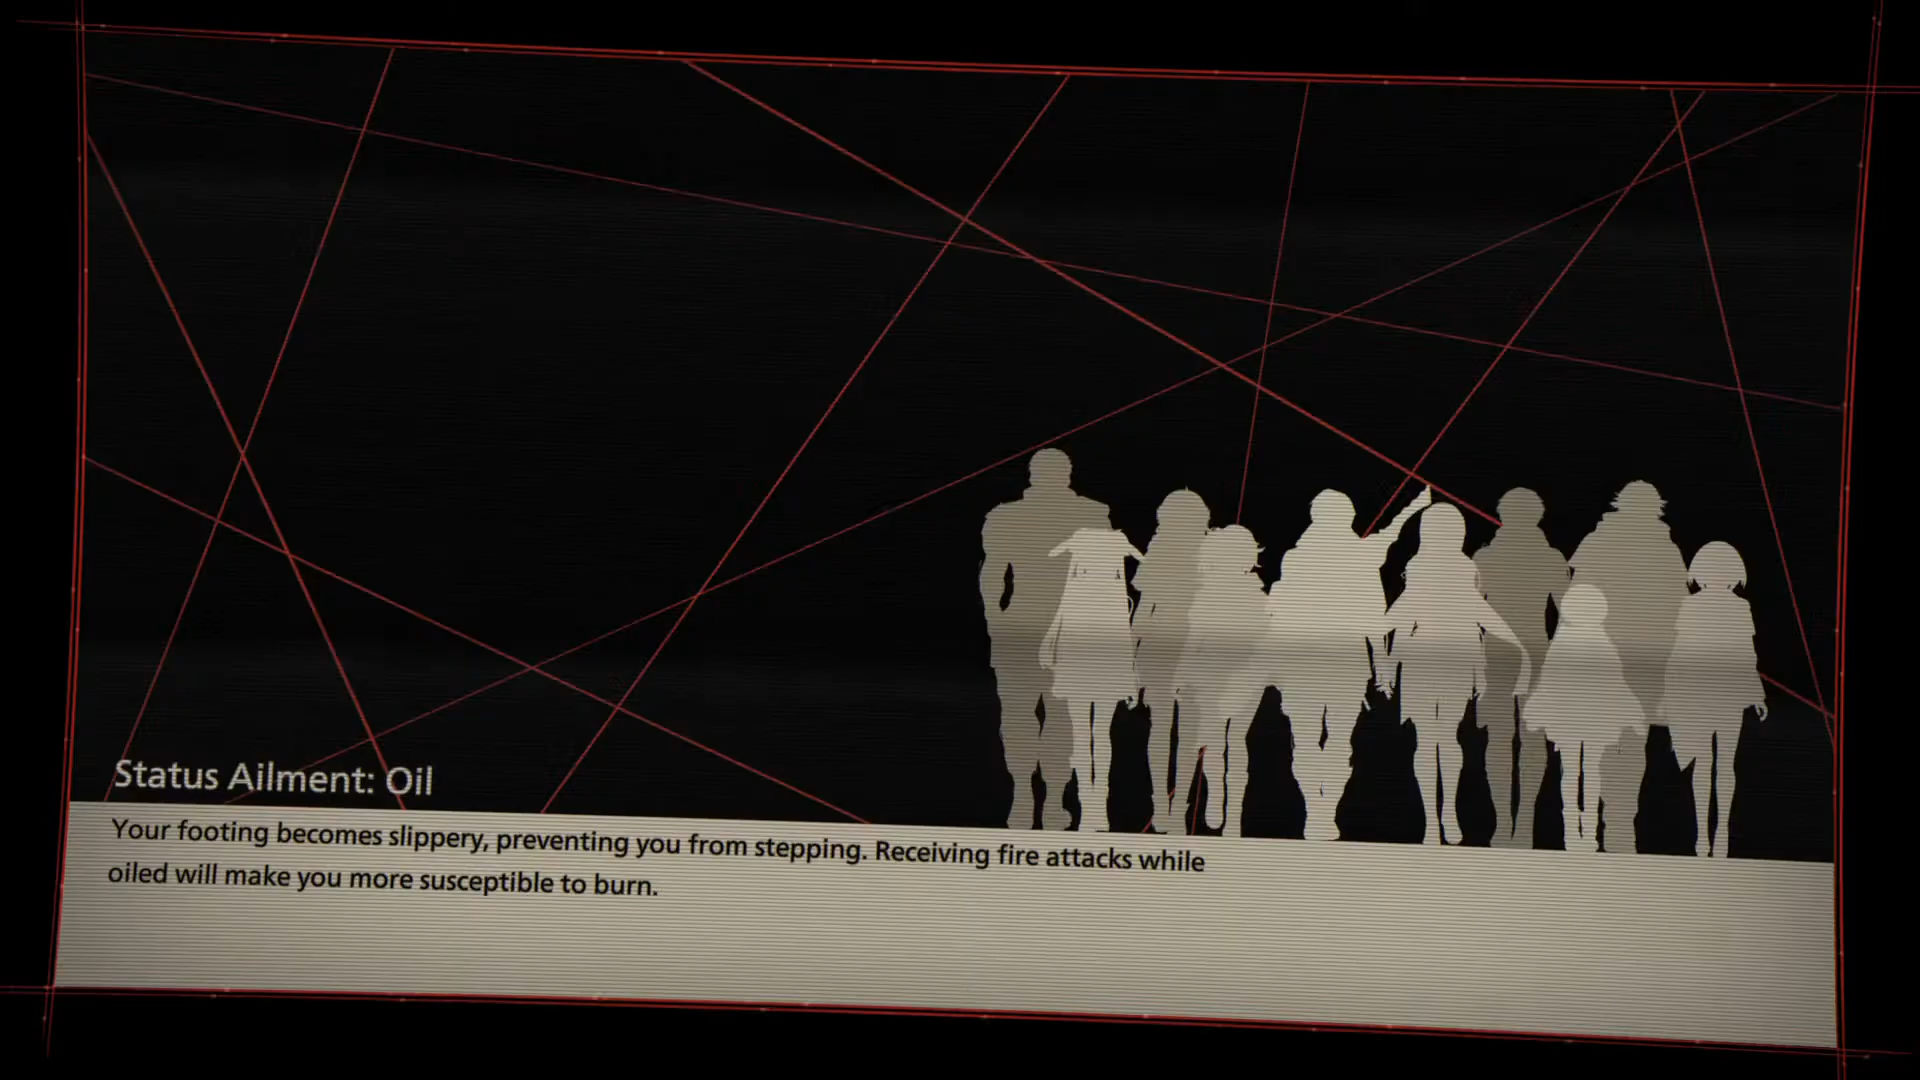 Status Ailment: Oil
Your footing becomes slippery, preventing you from stepping. Receiving fire attacks while
oiled will make you more susceptible to burn.